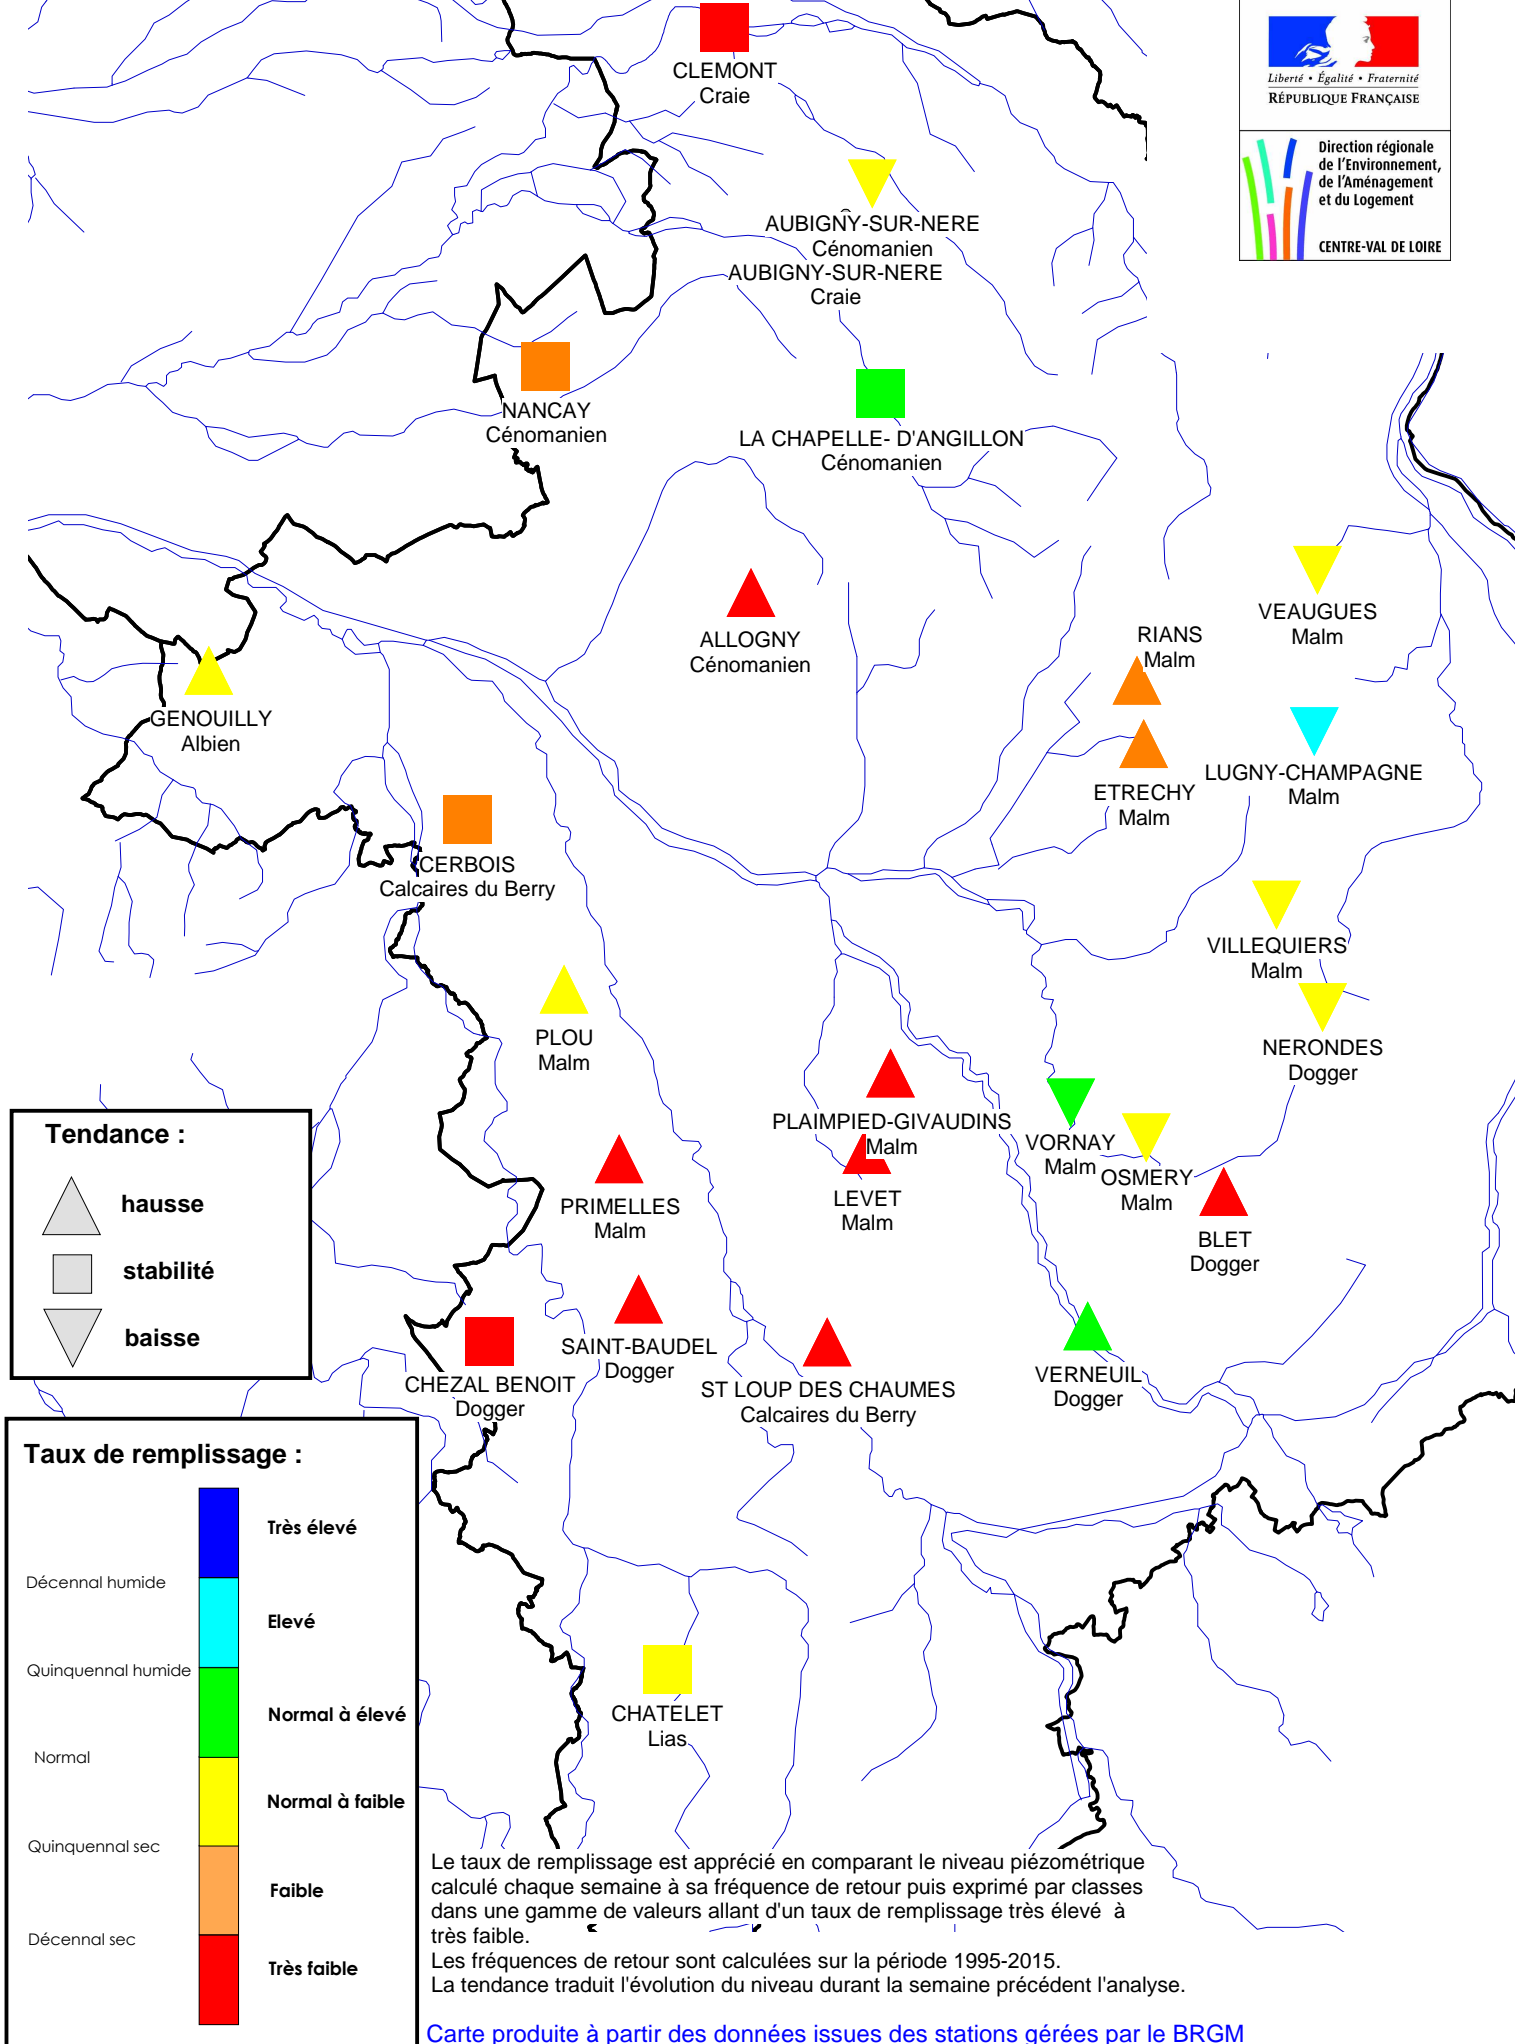 CLEMONT
Craie
Liberté • Égalité • Fraternité
RÉPUBLIQUE FRANÇAISE
Direction régionale
de l'Environnement,
de l'Aménagement
et du Logement
CENTRE-VAL DE LOIRE
AUBIGNY-SUR-NERE
Cénomanien
AUBIGNY-SUR-NERE
Craie
NANCAY
Cénomanien
LA CHAPELLE- D'ANGILLON
Cénomanien
VEAUGUES
Malm
ALLOGNY
Cénomanien
RIANS
Malm
GENOUILLY
Albien
LUGNY-CHAMPAGNE
Malm
ETRECHY
Malm
CERBOIS
Calcaires du Berry
VILLEQUIERS
Malm
PLOU
Malm
NERONDES
Dogger
PLAIMPIED-GIVAUDINS
Malm
VORNAY
Malm
OSMERY
Malm
PRIMELLES
Malm
LEVET
Malm
BLET
Dogger
SAINT-BAUDEL
Dogger
CHEZAL BENOIT
Dogger
ST LOUP DES CHAUMES
Calcaires du Berry
VERNEUIL
Dogger
CHATELET
Lias
Tendance :
hausse
stabilité
baisse
Taux de remplissage :
Très élevé
Décennal humide
Elevé
Quinquennal humide
Normal à élevé
Normal
Normal à faible
Quinquennal sec
Faible
Décennal sec
Très faible
Le taux de remplissage est apprécié en comparant le niveau piézométrique
calculé chaque semaine à sa fréquence de retour puis exprimé par classes
dans une gamme de valeurs allant d'un taux de remplissage très élevé à
très faible.
Les fréquences de retour sont calculées sur la période 1995-2015.
La tendance traduit l'évolution du niveau durant la semaine précédent l'analyse.
Carte produite à partir des données issues des stations gérées par le BRGM